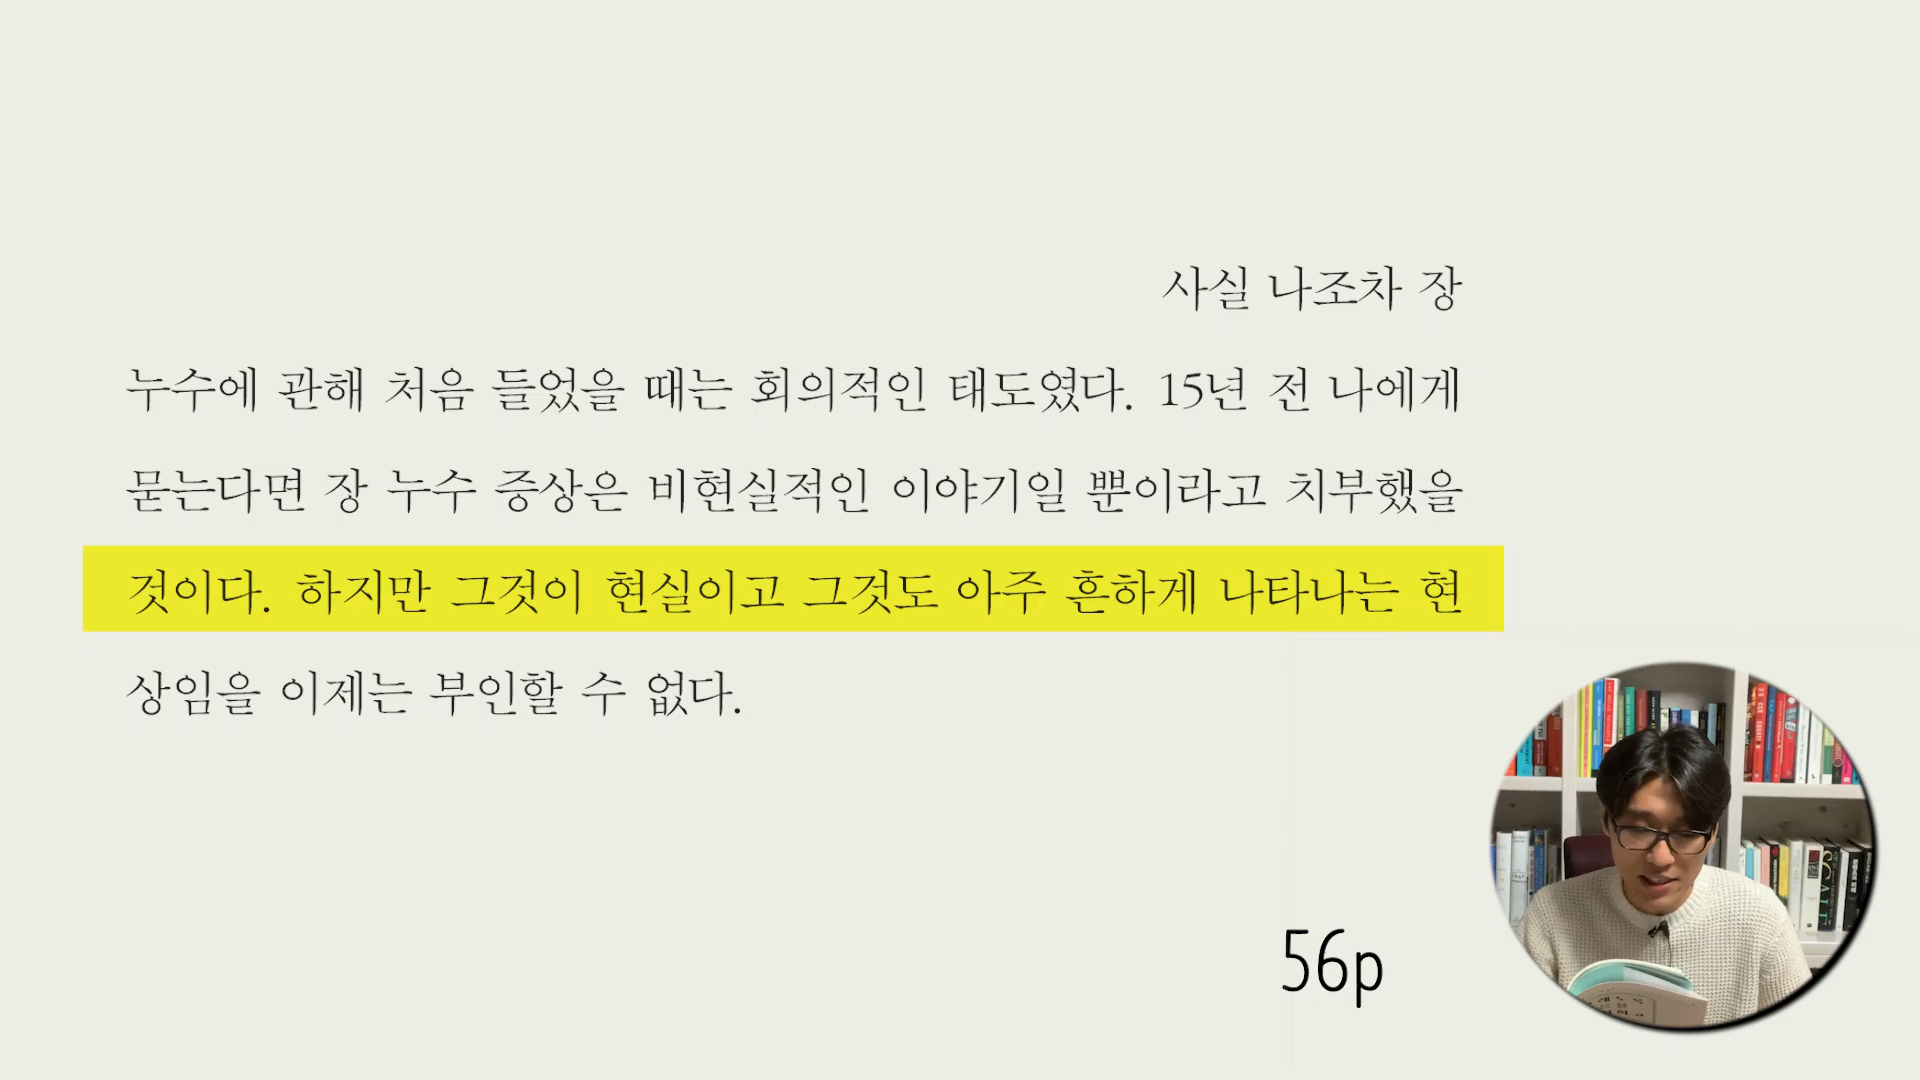 사실 나조차 장
누수에 관해 처음 들었을 때는 회의적인 태도였다. 15년 전 나에게
묻는다면 장 누수 증상은 비현실적인 이야기일 뿐이라고 치부했을
것이다. 하지만 그것이 현실이고 그것도 아주 흔하게 나타나는 현
상임을 이제는 부인할 수 없다.
56p